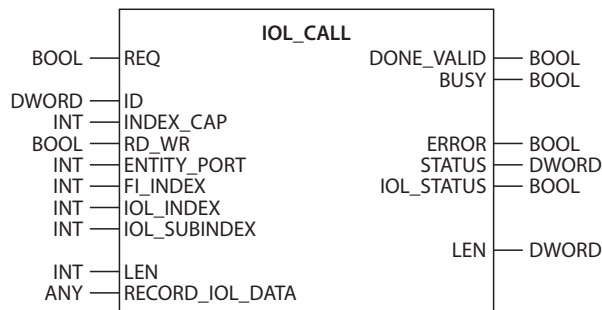 IOL_CALL
BOOL REQ DONE_VALID BOOL
BUSY BOOL
DWORD ID
INT INDEX_CAP
BOOL RD_WR ERROR BOOL
INT ENTITY_PORT STATUS DWORD
INT FI_INDEX IOL_STATUS BOOL
INT IOL_INDEX
INT IOL_SUBINDEX
LEN DWORD
INT LEN
ANY RECORD_IOL_DATA